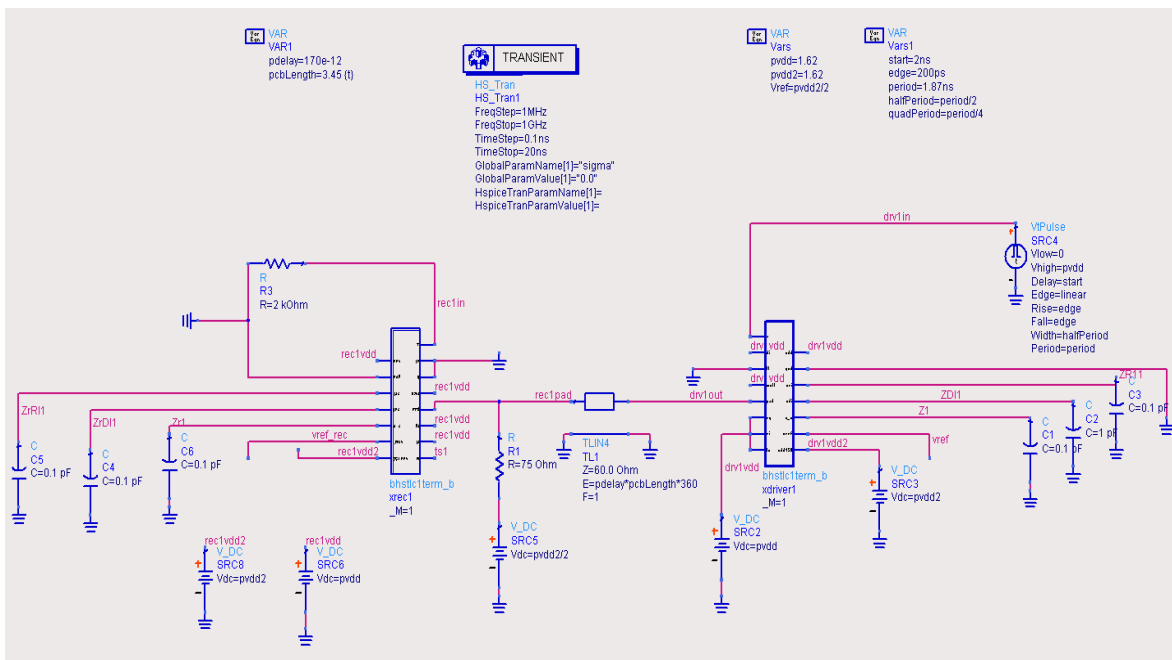 VAR
VAR1
pdelay=170e-12
pcbLength=3.45 (t)
TRANSIENT
HS_Tran
HS_Tran1
FreqStep=1MHz
FreqStop=1GHz
TimeStep=0.1ns
TimeStop=20ns
GlobalParamName[1]="sigma"
GlobalParamValue[1]="0.0"
HspiceTranParamName[1]=
HspiceTranParamValue[1]=
VAR
Vars
pvdd=1.62
pvdd2=1.62
Vref=pvdd2/2
VAR
Vars1
start=2ns
edge=200ps
period=1.87ns
halfPeriod=period/2
quadPeriod=period/4
drv1in
VtPulse
SRC4
Vlow=0
Vhigh=pvdd
Delay=start
Edge=linear
Rise=edge
Fall=edge
Width=halfPeriod
Period=period
R
R3
R=2 kOhm
rec1in
rec1vdd
rec1vdd
rec1pad
rec1vdd
rec1vdd
ts1
ZrRI1
ZrDI1
Zr1
vref_rec
rec1vdd2
C
C5
C=0.1 pF
C
C4
C=0.1 pF
C
C6
C=0.1 pF
bhstlc1term_b
xrec1
_M=1
R
R1
R=75 Ohm
TLIN4
TL1
Z=60.0 Ohm
E=pdelay*pcbLength*360
F=1
drv1out
drv1vdd
drv1vdd
drv1vdd
drv1vdd
drv1vdd2
vref
Z1
ZDI1
C
C3
C=0.1 pF
C
C2
C=1 pF
C
C1
C=0.1 pF
bhstlc1term_b
xdriver1
_M=1
V_DC
SRC3
Vdc=pvdd2
V_DC
SRC2
Vdc=pvdd
V_DC
SRC5
Vdc=pvdd2/2
rec1vdd2
V_DC
SRC8
Vdc=pvdd2
rec1vdd
V_DC
SRC6
Vdc=pvdd